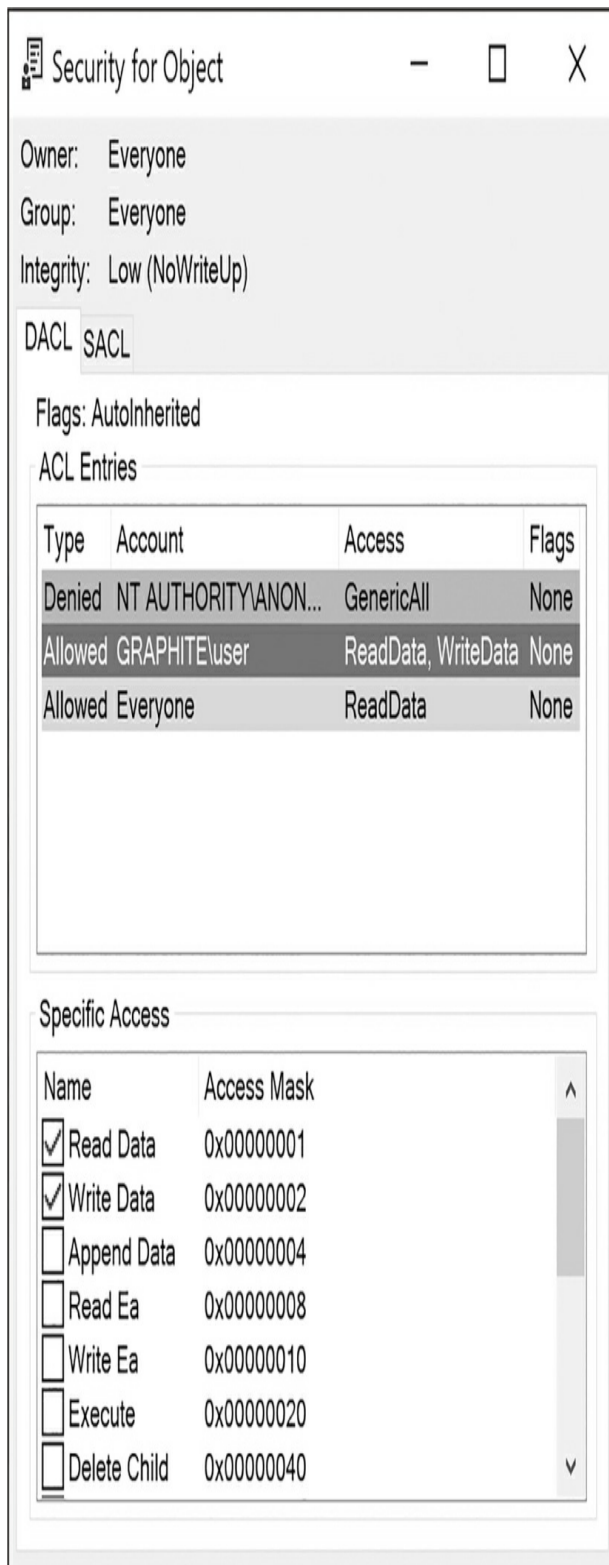 Security for Object
Owner: Everyone
Group: Everyone
Integrity: Low (NoWriteUp)
DACL SACL
Flags: AutoInherited
ACL Entries
Type Account Access Flags
Denied NT AUTHORITY\ANON... GenericAll None
Allowed GRAPHITE\user ReadData, WriteData None
Allowed Everyone ReadData None
Specific Access
Name Access Mask
Read Data 0x00000001
Write Data 0x00000002
Append Data 0x00000004
Read Ea 0x00000008
Write Ea 0x00000010
Execute 0x00000020
Delete Child 0x00000040